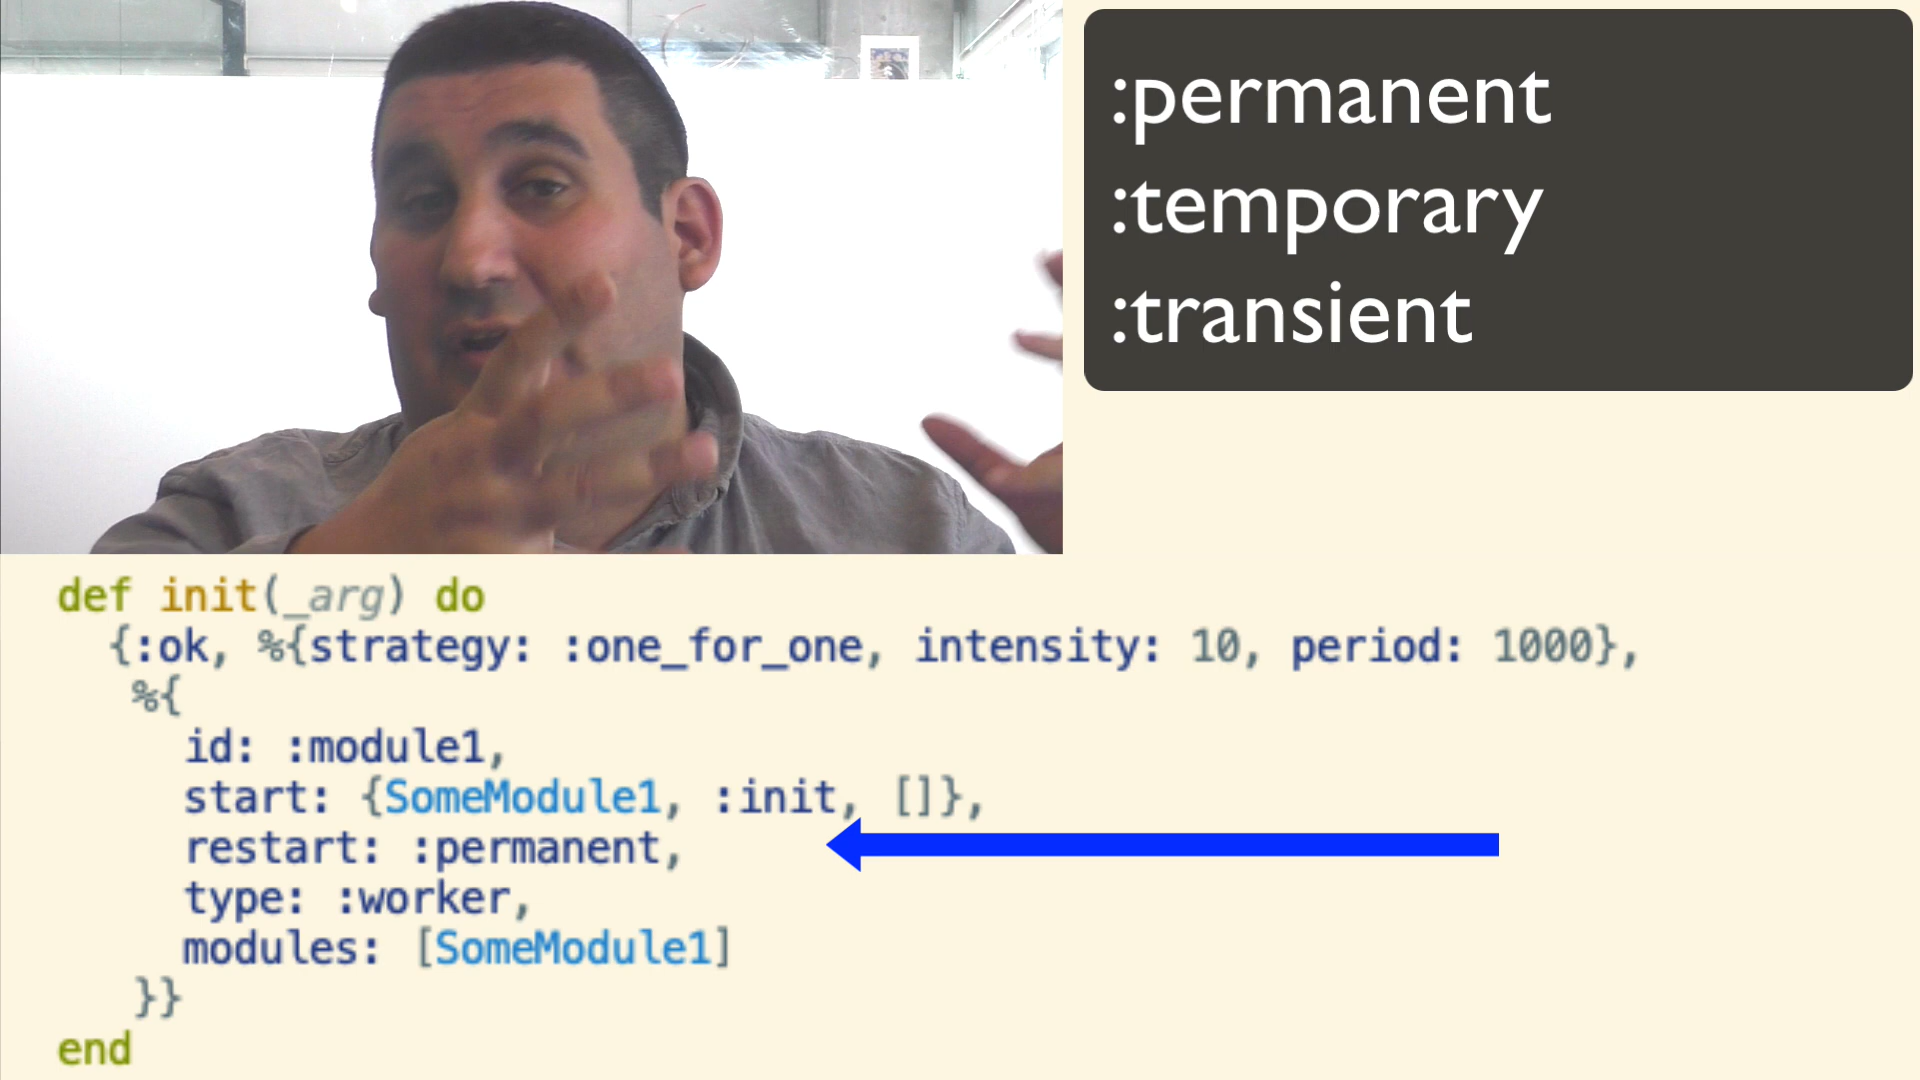 :permanent
:temporary
:transient
def init(_arg) do
{:ok, %{strategy: :one_for_one, intensity: 10, period: 1000},
%{
id: :module1,
start: {SomeModule1, :init, []},
restart: :permanent,
type: :worker,
modules: [SomeModule1]
}}
end